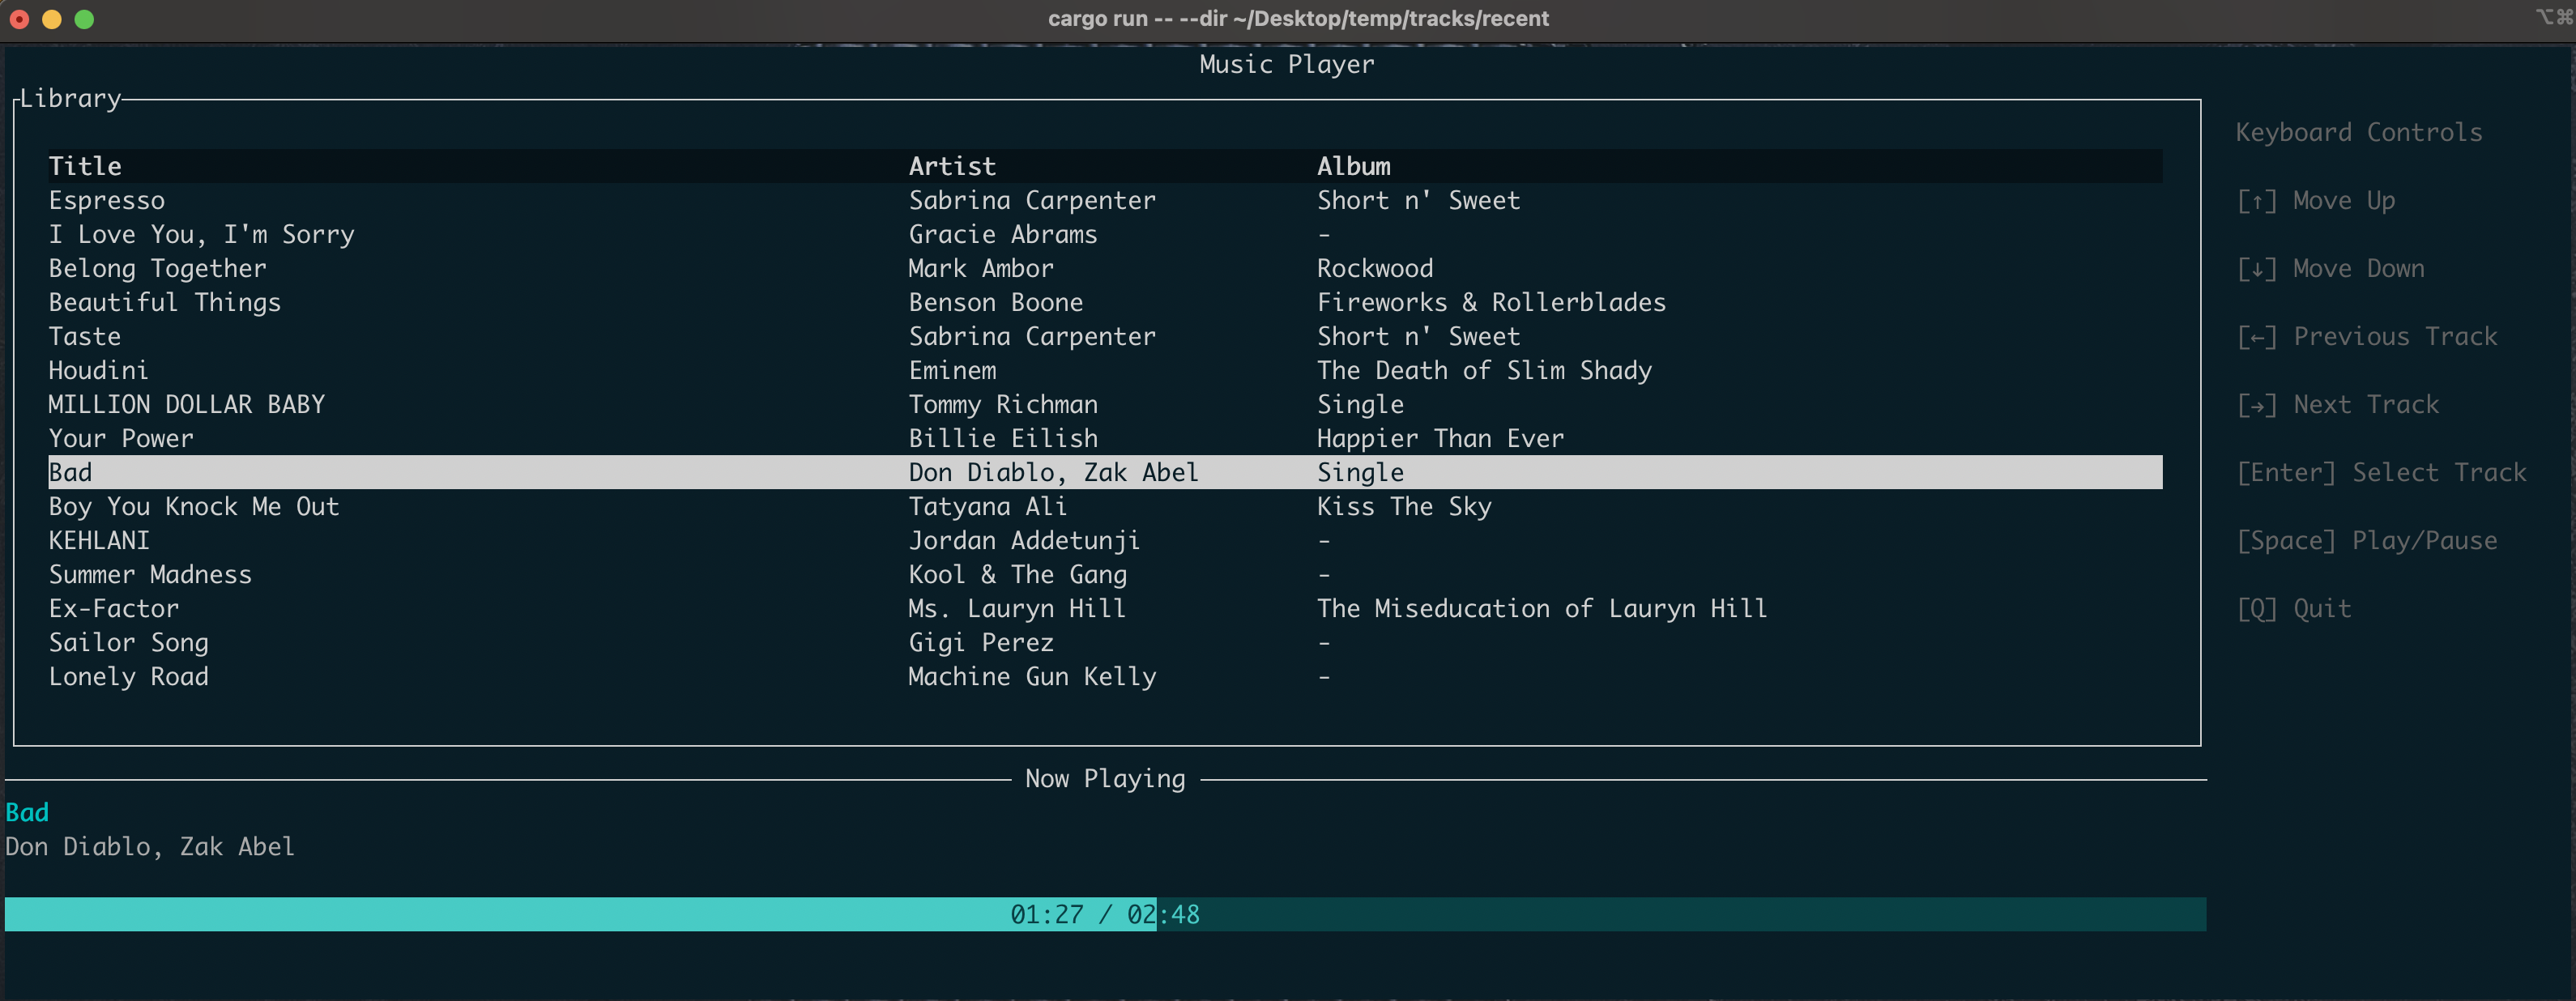 cargo run -- --dir ~/Desktop/temp/tracks/recent ⌥⌘
Music Player
Library
Keyboard Controls
Title Artist Album
Espresso Sabrina Carpenter Short n' Sweet [↑] Move Up
I Love You, I'm Sorry Gracie Abrams -
Belong Together Mark Ambor Rockwood [↓] Move Down
Beautiful Things Benson Boone Fireworks & Rollerblades
Taste Sabrina Carpenter Short n' Sweet [←] Previous Track
Houdini Eminem The Death of Slim Shady
MILLION DOLLAR BABY Tommy Richman Single [→] Next Track
Your Power Billie Eilish Happier Than Ever
Bad Don Diablo, Zak Abel Single [Enter] Select Track
Boy You Knock Me Out Tatyana Ali Kiss The Sky
KEHLANI Jordan Addetunji - [Space] Play/Pause
Summer Madness Kool & The Gang -
Ex-Factor Ms. Lauryn Hill The Miseducation of Lauryn Hill [Q] Quit
Sailor Song Gigi Perez -
Lonely Road Machine Gun Kelly -
Now Playing
Bad
Don Diablo, Zak Abel
01:27 / 02:48